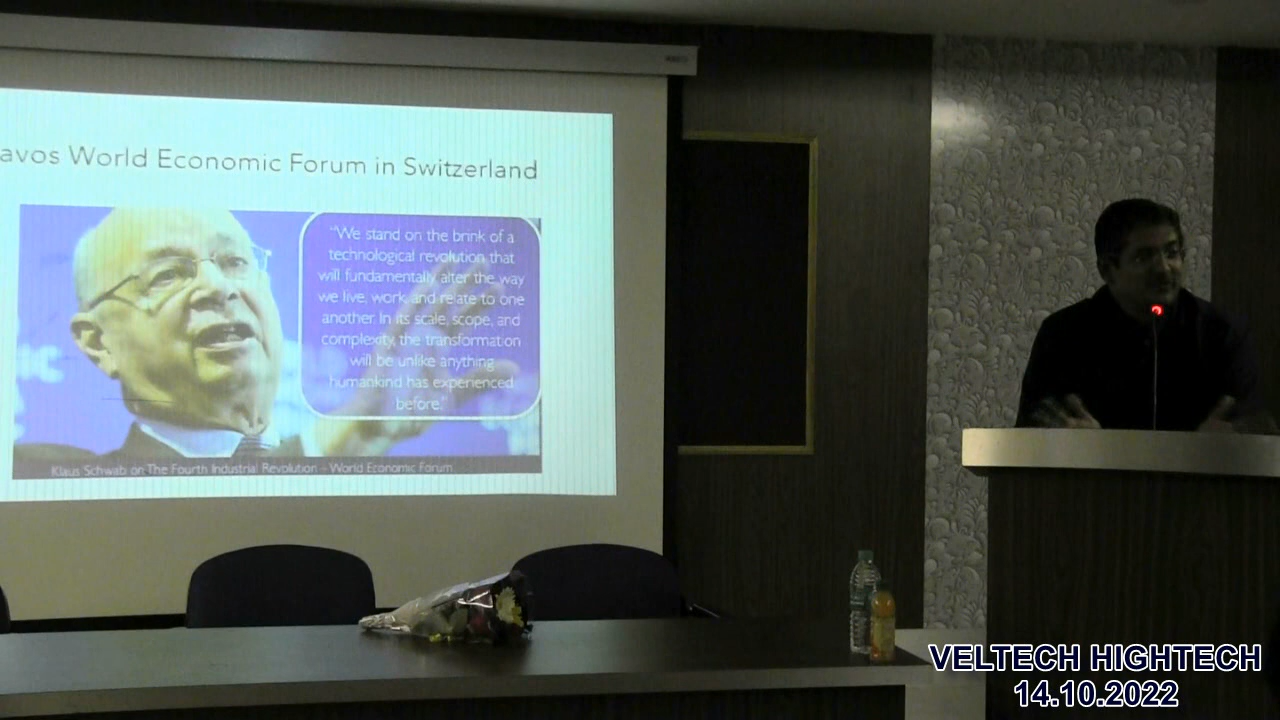 avos World Economic Forum in Switzerland
"We stand on the brink of a
technological revolution that
will fundamentally alter the way
we live, work, and relate to one
another. In its scale, scope, and
complexity, the transformation
will be unlike anything
humankind has experienced
before."
Klaus Schwab on The Fourth Industrial Revolution - World Economic Forum
VELTECH HIGHTECH
14.10.2022